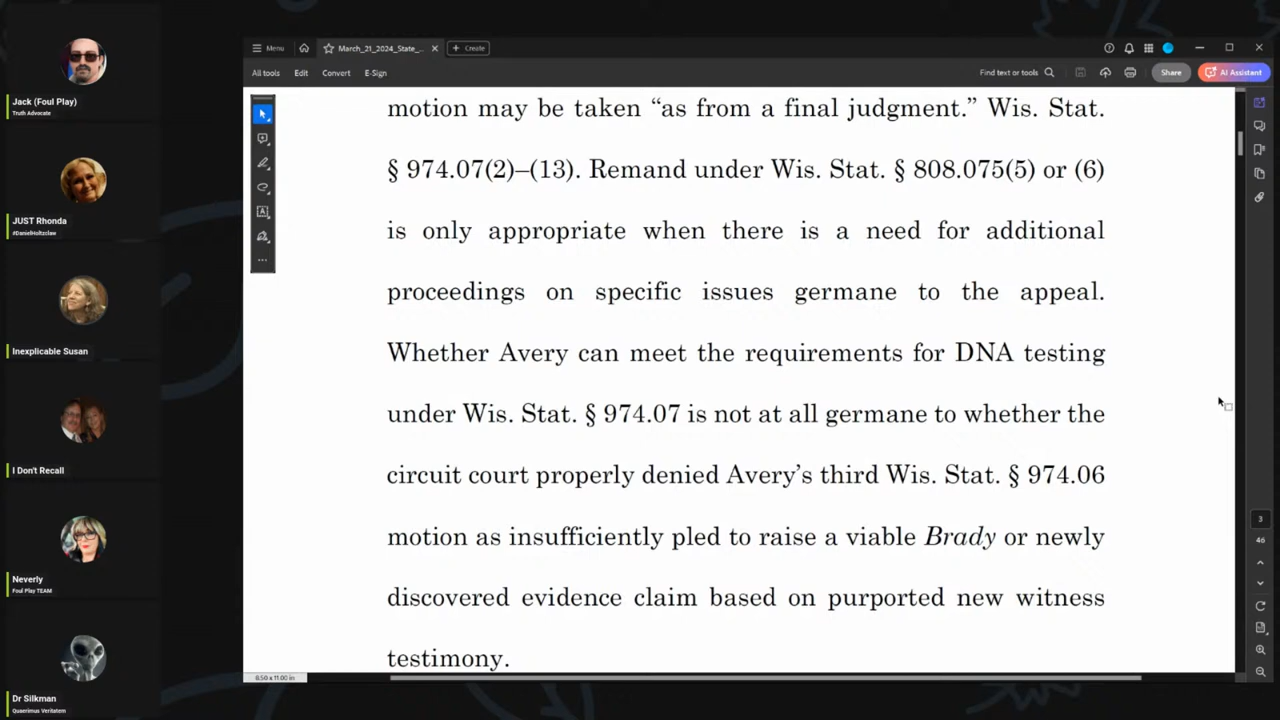 Jack (Foul Play)
Truth Advocate
JUST Rhonda
#DanielHoltzclaw
Inexplicable Susan
I Don't Recall
Neverly
Foul Play TEAM
Dr Silkman
Quaerimus Veritatem
Menu
March_21_2024_State_...
Create
All tools
Edit
Convert
E-Sign
Find text or tools
Share
AI Assistant
motion may be taken “as from a final judgment.” Wis. Stat.
§ 974.07(2)–(13). Remand under Wis. Stat. § 808.075(5) or (6)
is only appropriate when there is a need for additional
proceedings on specific issues germane to the appeal.
Whether Avery can meet the requirements for DNA testing
under Wis. Stat. § 974.07 is not at all germane to whether the
circuit court properly denied Avery’s third Wis. Stat. § 974.06
motion as insufficiently pled to raise a viable Brady or newly
discovered evidence claim based on purported new witness
testimony.
8.50 x 11.00 in
3
46